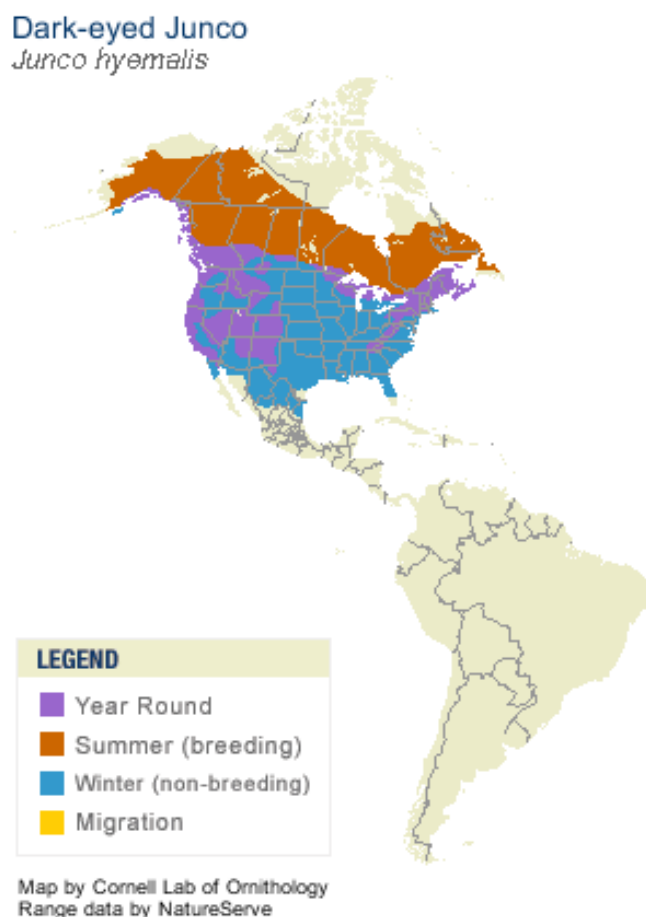 Dark-eyed Junco
Junco hyemalis
LEGEND
Year Round
Summer (breeding)
Winter (non-breeding)
Migration
Map by Cornell Lab of Ornithology
Range data by NatureServe